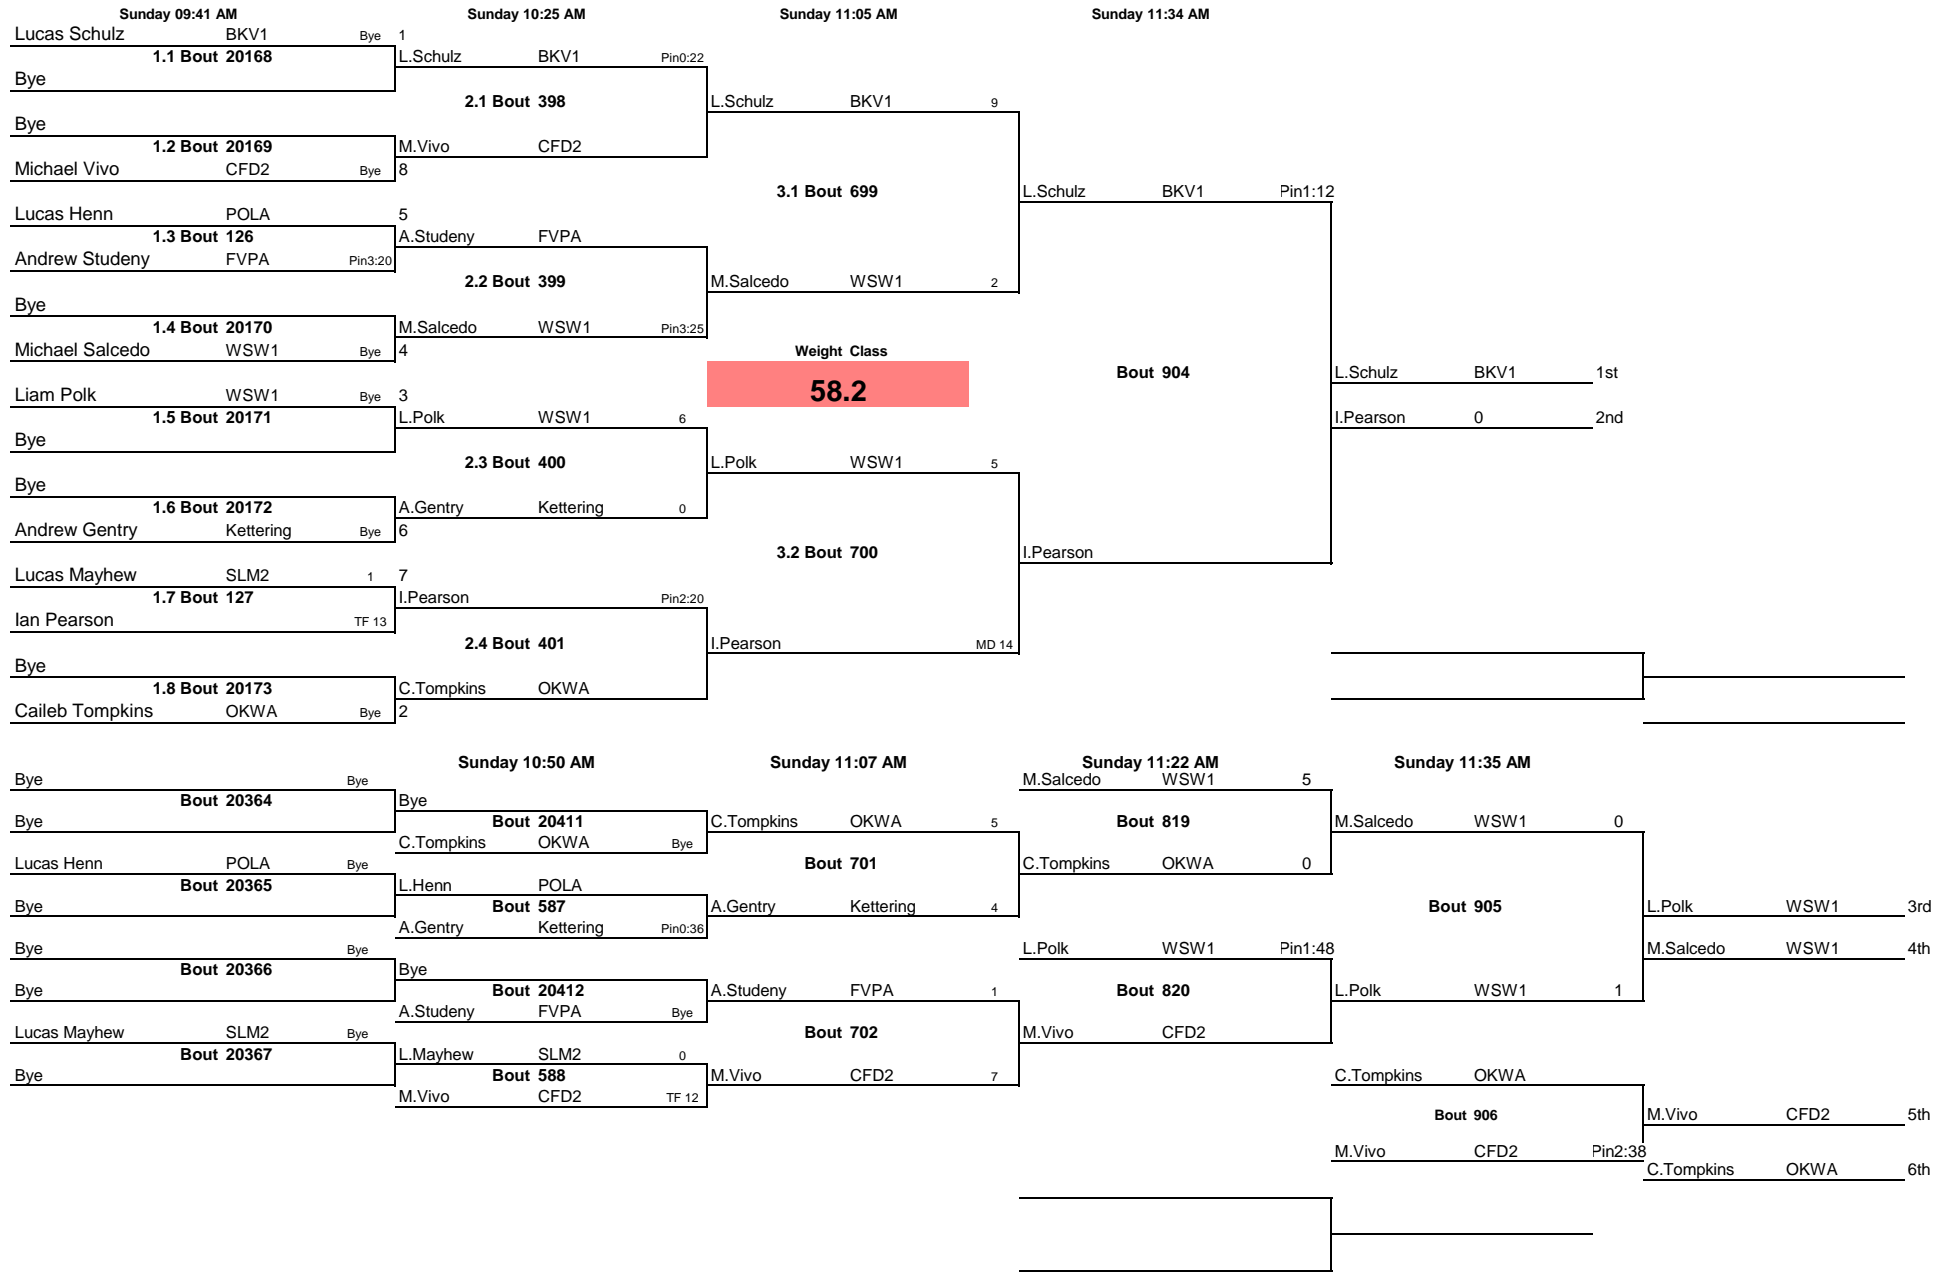 Sunday 09:41 AM Sunday 10:25 AM Sunday 11:05 AM Sunday 11:34 AM
Lucas Schulz BKV1 Bye 1
1.1 Bout 20168 L.Schulz BKV1 Pin0:22
Bye
2.1 Bout 398 L.Schulz BKV1 9
Bye
1.2 Bout 20169 M.Vivo CFD2
Michael Vivo CFD2 Bye 8
3.1 Bout 699 L.Schulz BKV1 Pin1:12
Lucas Henn POLA 5
1.3 Bout 126 A.Studeny FVPA
Andrew Studeny FVPA Pin3:20
2.2 Bout 399 M.Salcedo WSW1 2
Bye
1.4 Bout 20170 M.Salcedo WSW1 Pin3:25
Michael Salcedo WSW1 Bye 4 Weight Class
Bout 904 L.Schulz BKV1 1st
Liam Polk WSW1 Bye 3 58.2
1.5 Bout 20171 L.Polk WSW1 6 I.Pearson 0 2nd
Bye
2.3 Bout 400 L.Polk WSW1 5
Bye
1.6 Bout 20172 A.Gentry Kettering 0
Andrew Gentry Kettering Bye 6
3.2 Bout 700 I.Pearson
Lucas Mayhew SLM2 1 7
1.7 Bout 127 I.Pearson Pin2:20
Ian Pearson TF 13
2.4 Bout 401 I.Pearson MD 14
Bye
1.8 Bout 20173 C.Tompkins OKWA
Caileb Tompkins OKWA Bye 2
Sunday 10:50 AM Sunday 11:07 AM Sunday 11:22 AM Sunday 11:35 AM
Bye Bye M.Salcedo WSW1 5
Bout 20364 Bye
Bye Bout 20411 C.Tompkins OKWA 5 Bout 819 M.Salcedo WSW1 0
C.Tompkins OKWA Bye
Lucas Henn POLA Bye Bout 701 C.Tompkins OKWA 0
Bout 20365 L.Henn POLA
Bye Bout 587 A.Gentry Kettering 4 Bout 905 L.Polk WSW1 3rd
A.Gentry Kettering Pin0:36
Bye Bye L.Polk WSW1 Pin1:48 M.Salcedo WSW1 4th
Bout 20366 Bye
Bye Bout 20412 A.Studeny FVPA 1 Bout 820 L.Polk WSW1 1
A.Studeny FVPA Bye
Lucas Mayhew SLM2 Bye Bout 702 M.Vivo CFD2
Bout 20367 L.Mayhew SLM2 0
Bye Bout 588 M.Vivo CFD2 7 C.Tompkins OKWA
M.Vivo CFD2 TF 12
Bout 906 M.Vivo CFD2 5th
M.Vivo CFD2 Pin2:38
C.Tompkins OKWA 6th